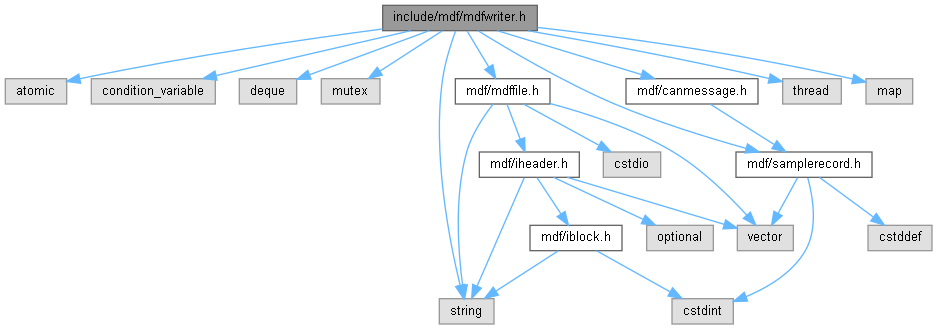 include/mdf/mdfwriter.h
atomic
condition_variable
deque
mutex
mdf/mdffile.h
mdf/canmessage.h
thread
map
mdf/iheader.h
cstdio
mdf/samplerecord.h
mdf/iblock.h
optional
vector
cstddef
string
cstdint